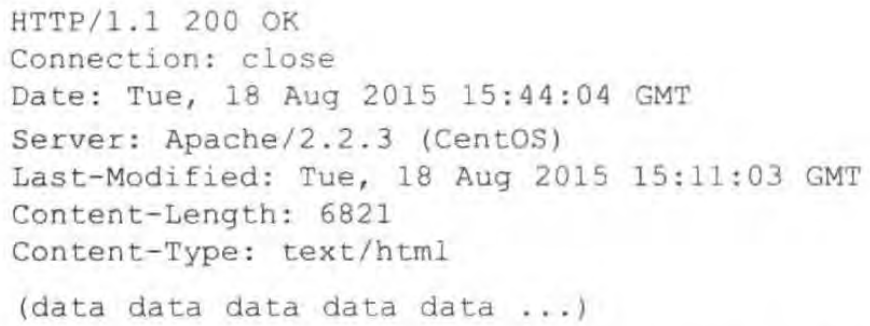 HTTP/1.1 200 OK
Connection: close
Date: Tue, 18 Aug 2015 15:44:04 GMT
Server: Apache/2.2.3 (CentOS)
Last-Modified: Tue, 18 Aug 2015 15:11:03 GMT
Content-Length: 6821
Content-Type: text/html
(data data data data data ...)